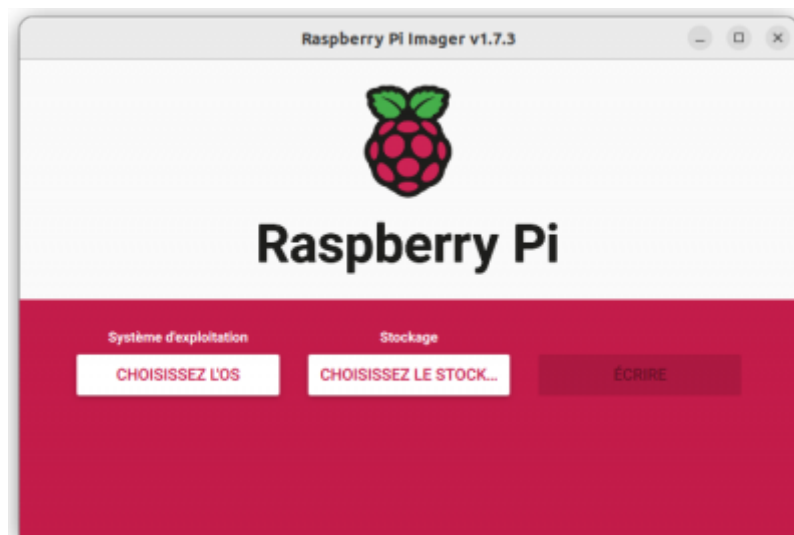 Raspberry Pi Imager v1.7.3
Raspberry Pi
Système d'exploitation
Stockage
CHOISISSEZ L'OS
CHOISISSEZ LE STOCK...
ÉCRIRE